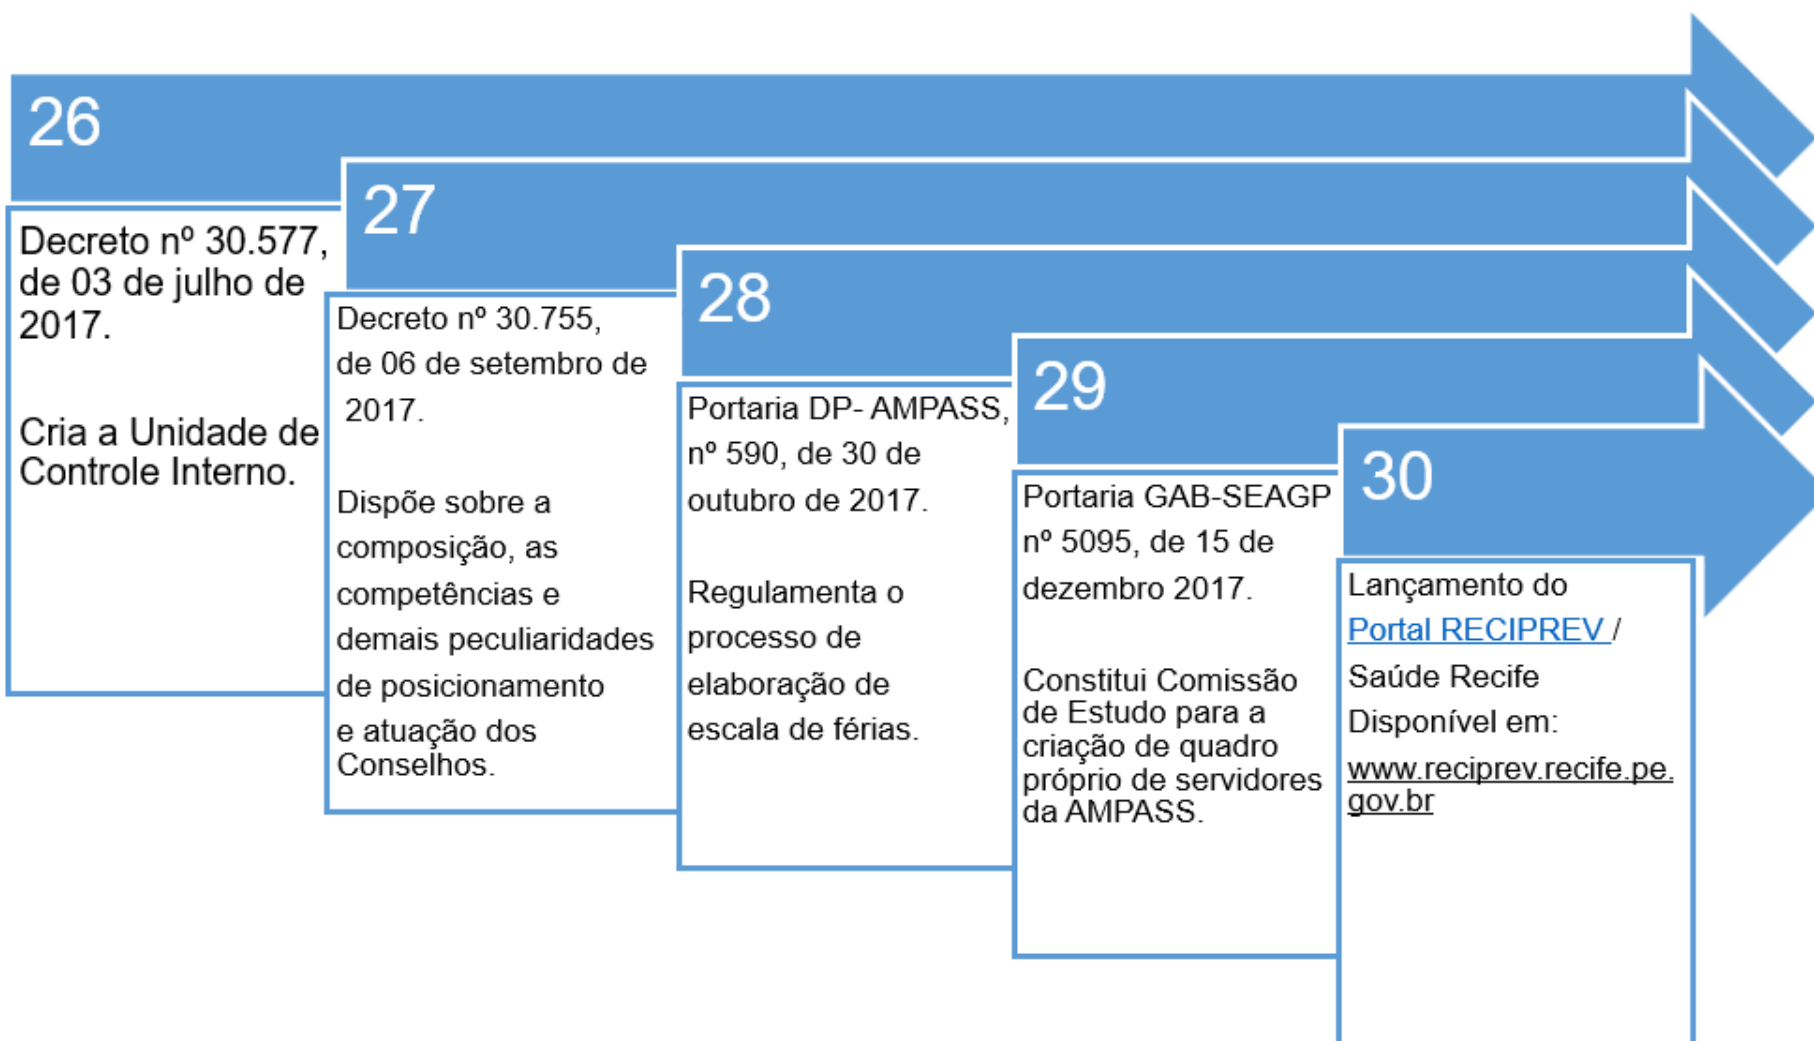 26
Decreto nº 30.577,
de 03 de julho de
2017.
Cria a Unidade de
Controle Interno.
27
Decreto nº 30.755,
de 06 de setembro de
2017.
Dispõe sobre a
composição, as
competências e
demais peculiaridades
de posicionamento
e atuação dos
Conselhos.
28
Portaria DP- AMPASS,
nº 590, de 30 de
outubro de 2017.
Regulamenta o
processo de
elaboração de
escala de férias.
29
Portaria GAB-SEAGP
nº 5095, de 15 de
dezembro 2017.
Constitui Comissão
de Estudo para a
criação de quadro
próprio de servidores
da AMPASS.
30
Lançamento do
Portal RECIPREV /
Saúde Recife
Disponível em:
www.reciprev.recife.pe.
gov.br